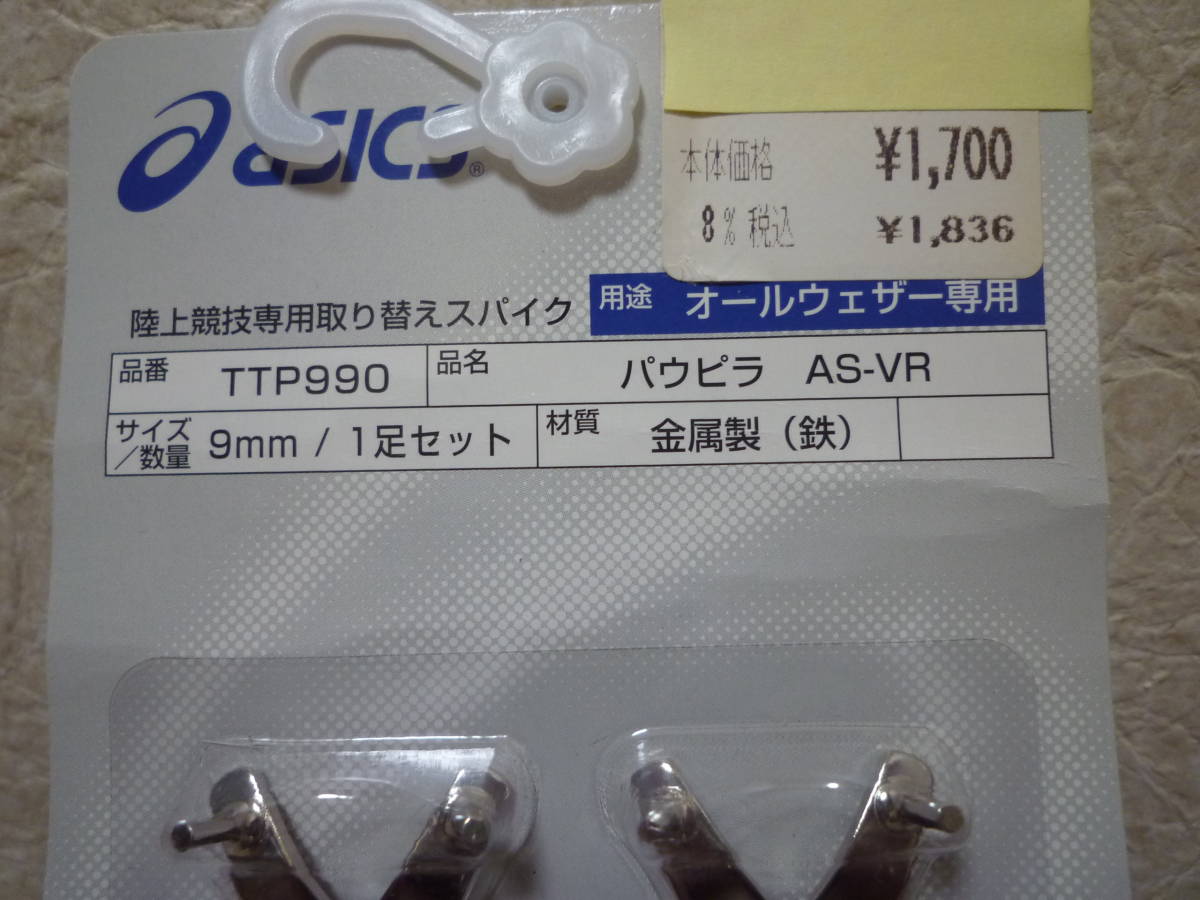 asics®
本体価格 ¥1,700
8% 税込 ¥1,836
陸上競技専用取り替えスパイク 用途 オールウェザー専用
品番 TTP990 品名 パウピラ AS-VR
サイズ/数量 9mm / 1足セット 材質 金属製（鉄）